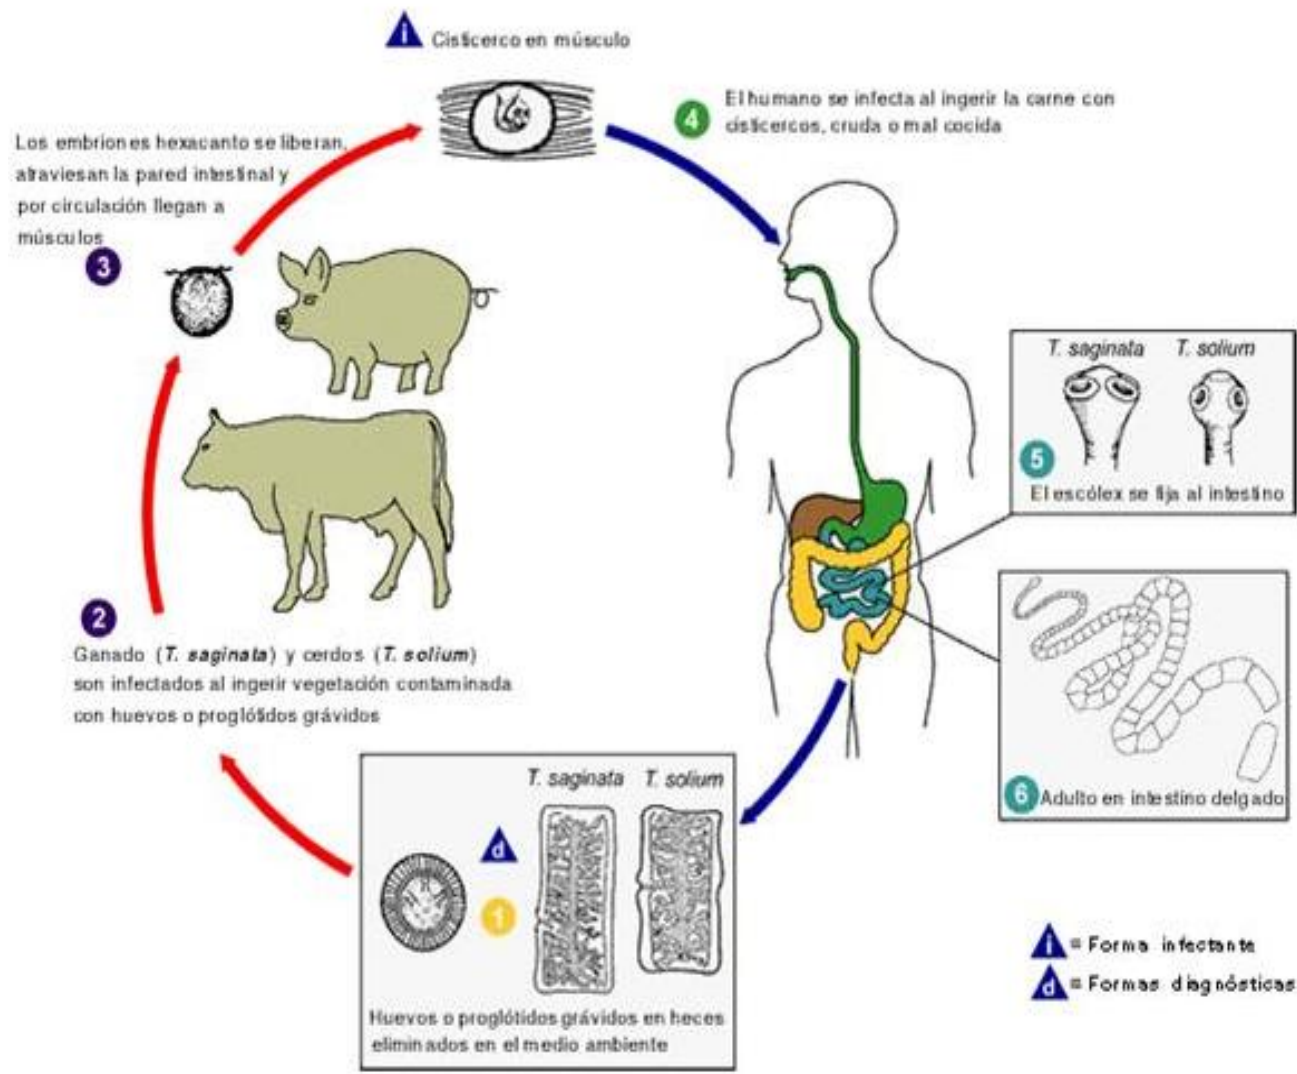 i Cisticerco en músculo
4
El humano se infecta al ingerir la carne con
cisticercos, cruda o mal cocida
Los embriones hexacanto se liberan,
atraviesan la pared intestinal y
por circulación llegan a
músculos
3
T. saginata T. solium
5
El escólex se fija al intestino
2
Ganado (T. saginata) y cerdos (T. solium)
son infectados al ingerir vegetación contaminada
con huevos o proglótidos grávidos
6 Adulto en intestino delgado
T. saginata T. solium
d
1
Huevos o proglótidos grávidos en heces
eliminados en el medio ambiente
i = Forma infectante
d = Formas diagnósticas